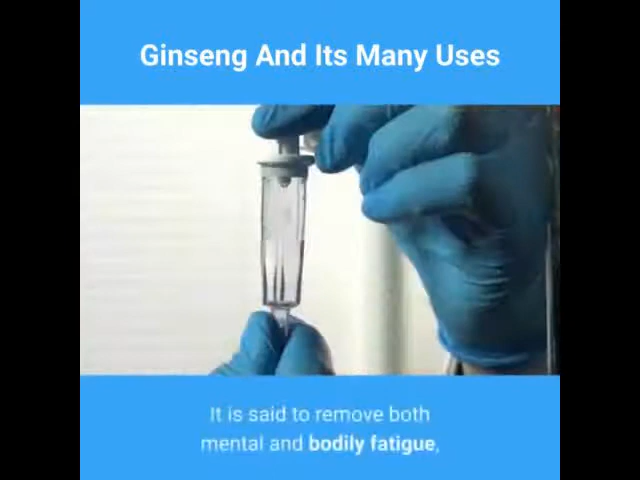 Ginseng And Its Many Uses
It is said to remove both
mental and bodily fatigue,